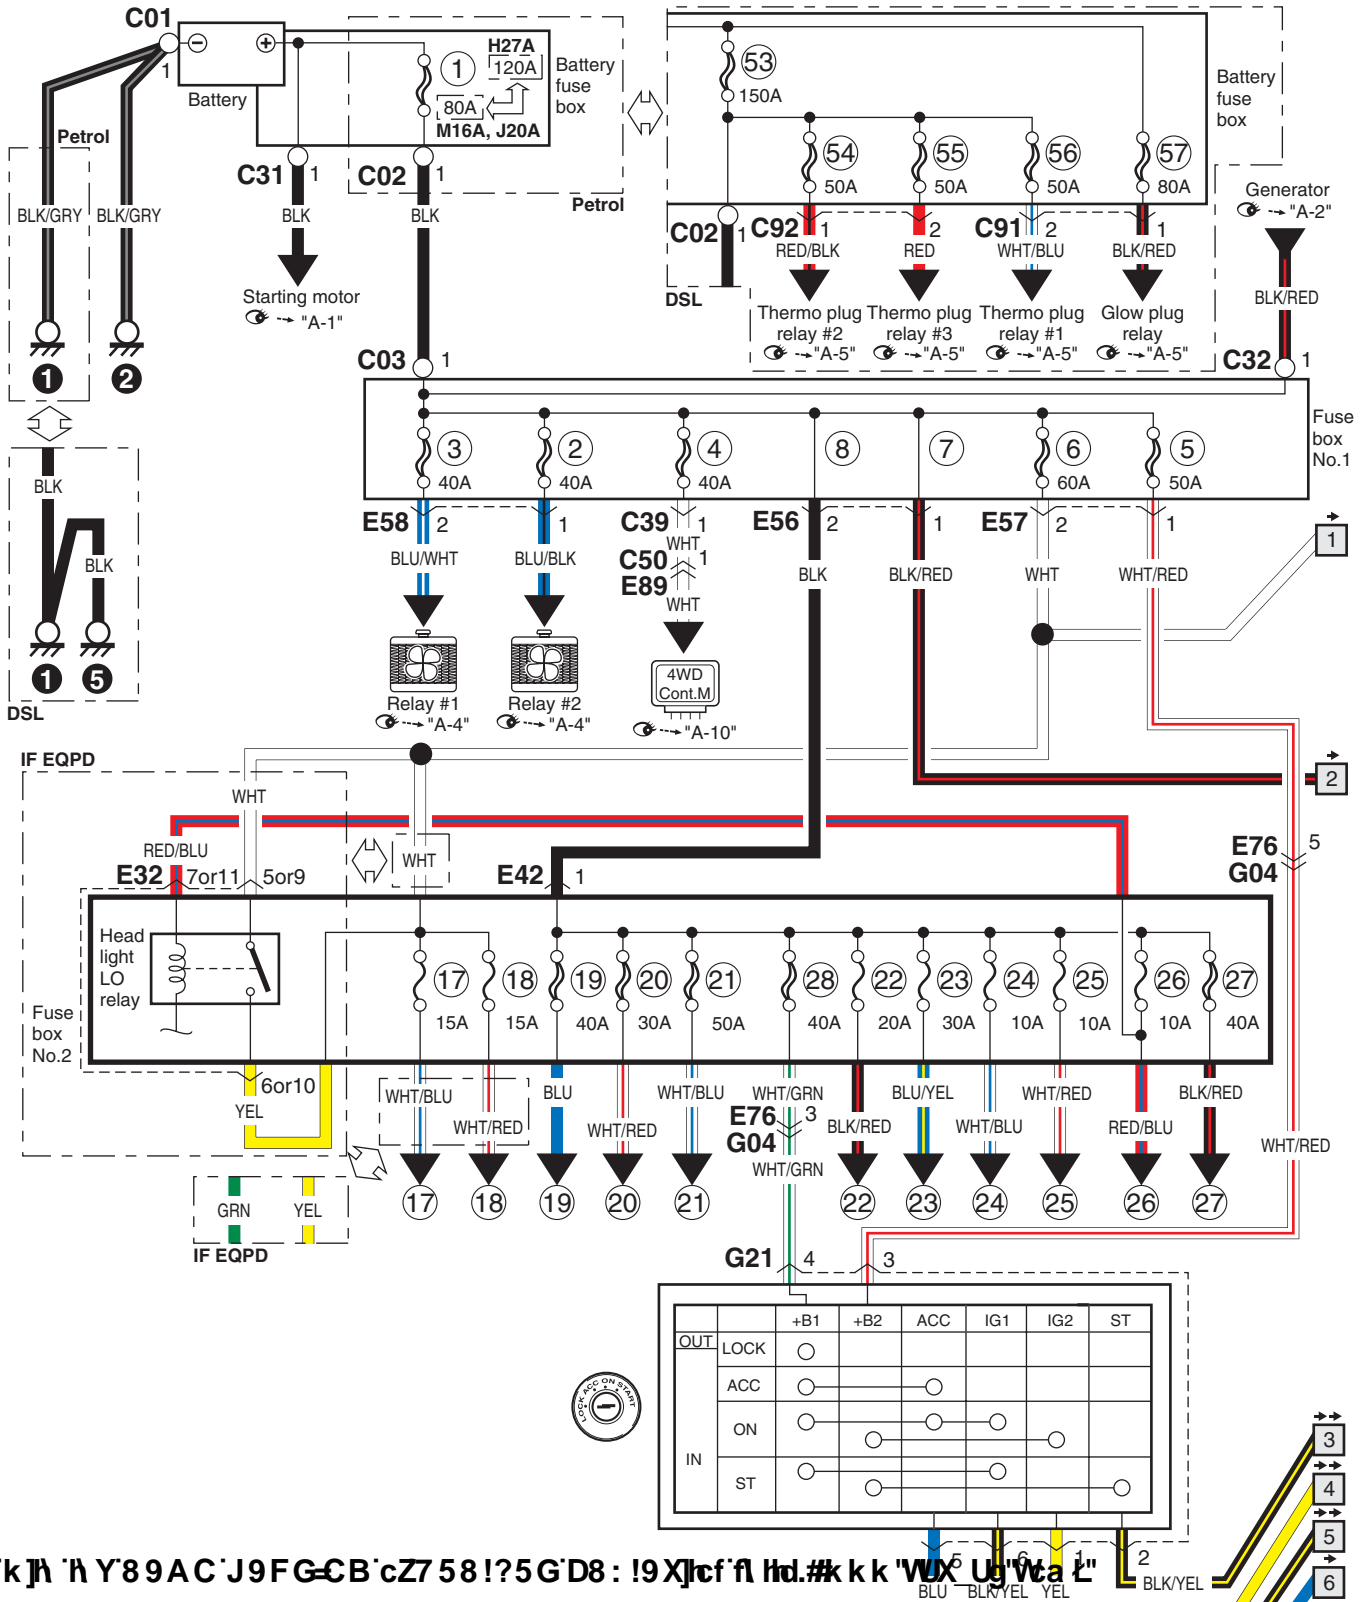 C01
1
Battery
Petrol
BLK/GRY
BLK/GRY
1
2
BLK
BLK
1
5
DSL
H27A
1
120A
80A
M16A, J20A
Battery
fuse
box
C31
1
C02
1
Petrol
BLK
BLK
Starting motor
"A-1"
53
150A
54
55
56
57
50A
50A
50A
80A
Battery
fuse
box
C02
1
C92
1
2
C91
2
1
RED/BLK
RED
WHT/BLU
BLK/RED
DSL
Thermo plug
relay #2
"A-5"
Thermo plug
relay #3
"A-5"
Thermo plug
relay #1
"A-5"
Glow plug
relay
"A-5"
Generator
"A-2"
BLK/RED
C03
1
C32
1
3
2
4
8
7
6
5
40A
40A
40A
60A
50A
Fuse
box
No.1
E58
2
1
C39
1
E56
2
1
E57
2
1
WHT
C50
1
E89
WHT
BLU/WHT
BLU/BLK
BLK
BLK/RED
WHT
WHT/RED
1
4WD
Cont.M
Relay #1
"A-4"
Relay #2
"A-4"
"A-10"
IF EQPD
WHT
2
RED/BLU
WHT
E76
5
G04
E32
7or11
5or9
E42
1
Head
light
LO
relay
Fuse
box
No.2
17
18
19
20
21
28
22
23
24
25
26
27
15A
15A
40A
30A
50A
40A
20A
30A
10A
10A
10A
40A
6or10
YEL
WHT/BLU
WHT/RED
BLU
WHT/RED
WHT/BLU
WHT/GRN
E76
3
G04
WHT/GRN
BLK/RED
BLU/YEL
WHT/BLU
WHT/RED
RED/BLU
BLK/RED
WHT/RED
17
18
19
20
21
22
23
24
25
26
27
GRN
YEL
IF EQPD
G21
4
3
+B1
+B2
ACC
IG1
IG2
ST
OUT
LOCK
ACC
ON
IN
ST
LOCK ACC ON START
3
4
5
6
5
6
1
2
BLU
BLK/YEL
YEL
BLK/YEL